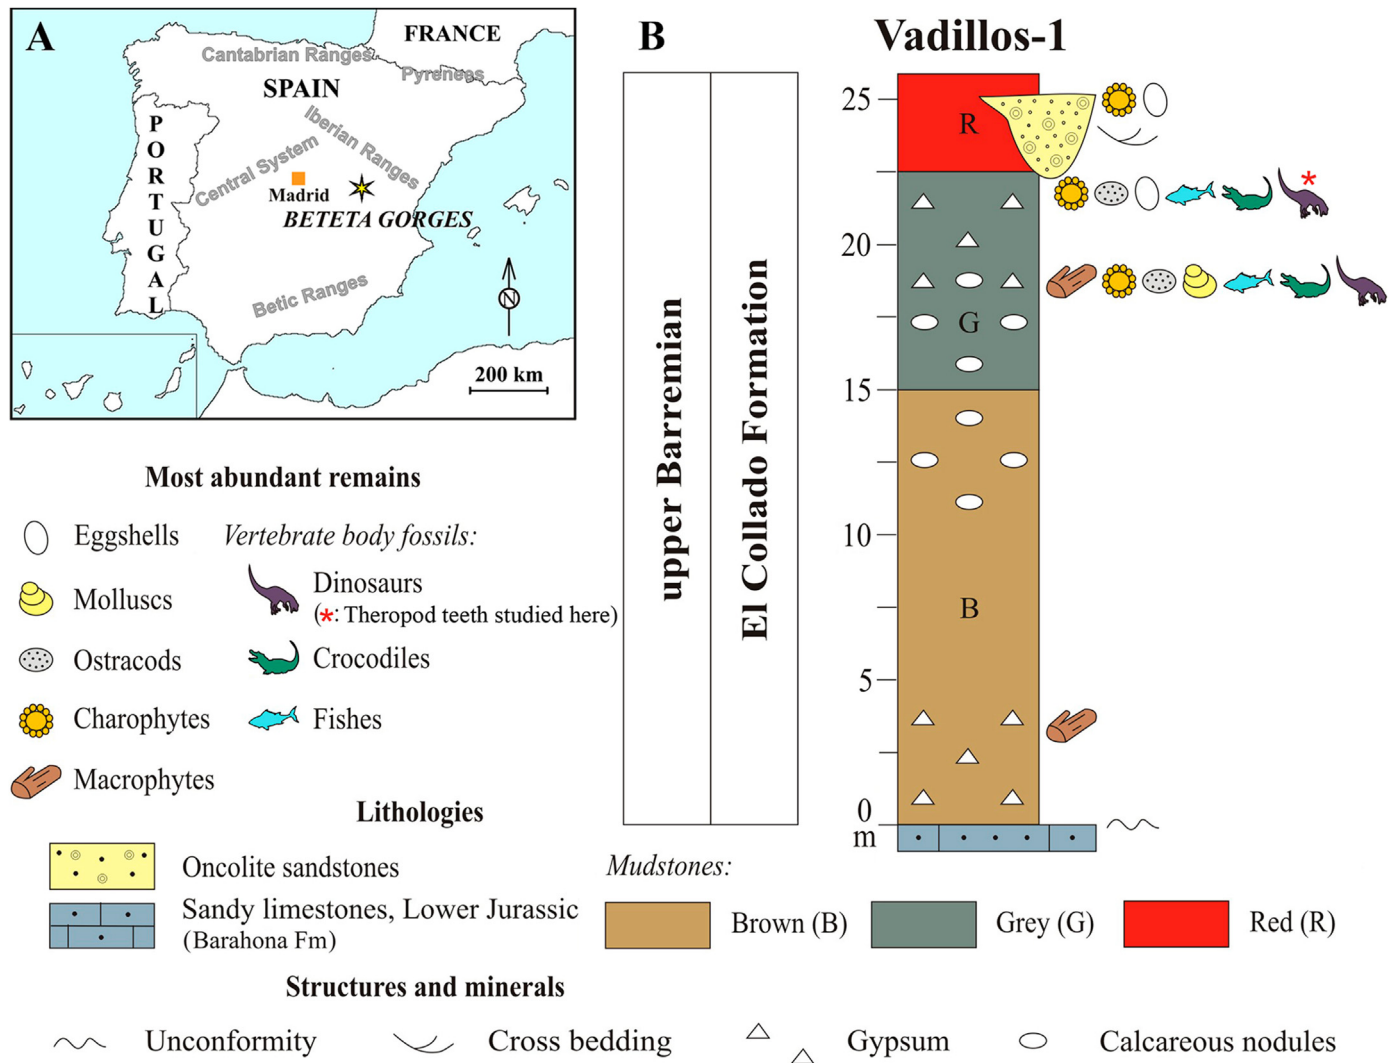 A
FRANCE
Cantabrian Ranges
Pyrenees
SPAIN
Iberian Ranges
PORTUGAL
Central System
Madrid
BETETA GORGES
N
Betic Ranges
200 km
B
Vadillos-1
upper Barremian
El Collado Formation
25
R
*
20
G
15
10
B
5
0
m
Most abundant remains
Eggshells
Vertebrate body fossils:
Molluscs
Dinosaurs
(*: Theropod teeth studied here)
Ostracods
Crocodiles
Charophytes
Fishes
Macrophytes
Lithologies
Oncolite sandstones
Sandy limestones, Lower Jurassic
(Barahona Fm)
Mudstones:
Brown (B)
Grey (G)
Red (R)
Structures and minerals
Unconformity
Cross bedding
Gypsum
Calcareous nodules